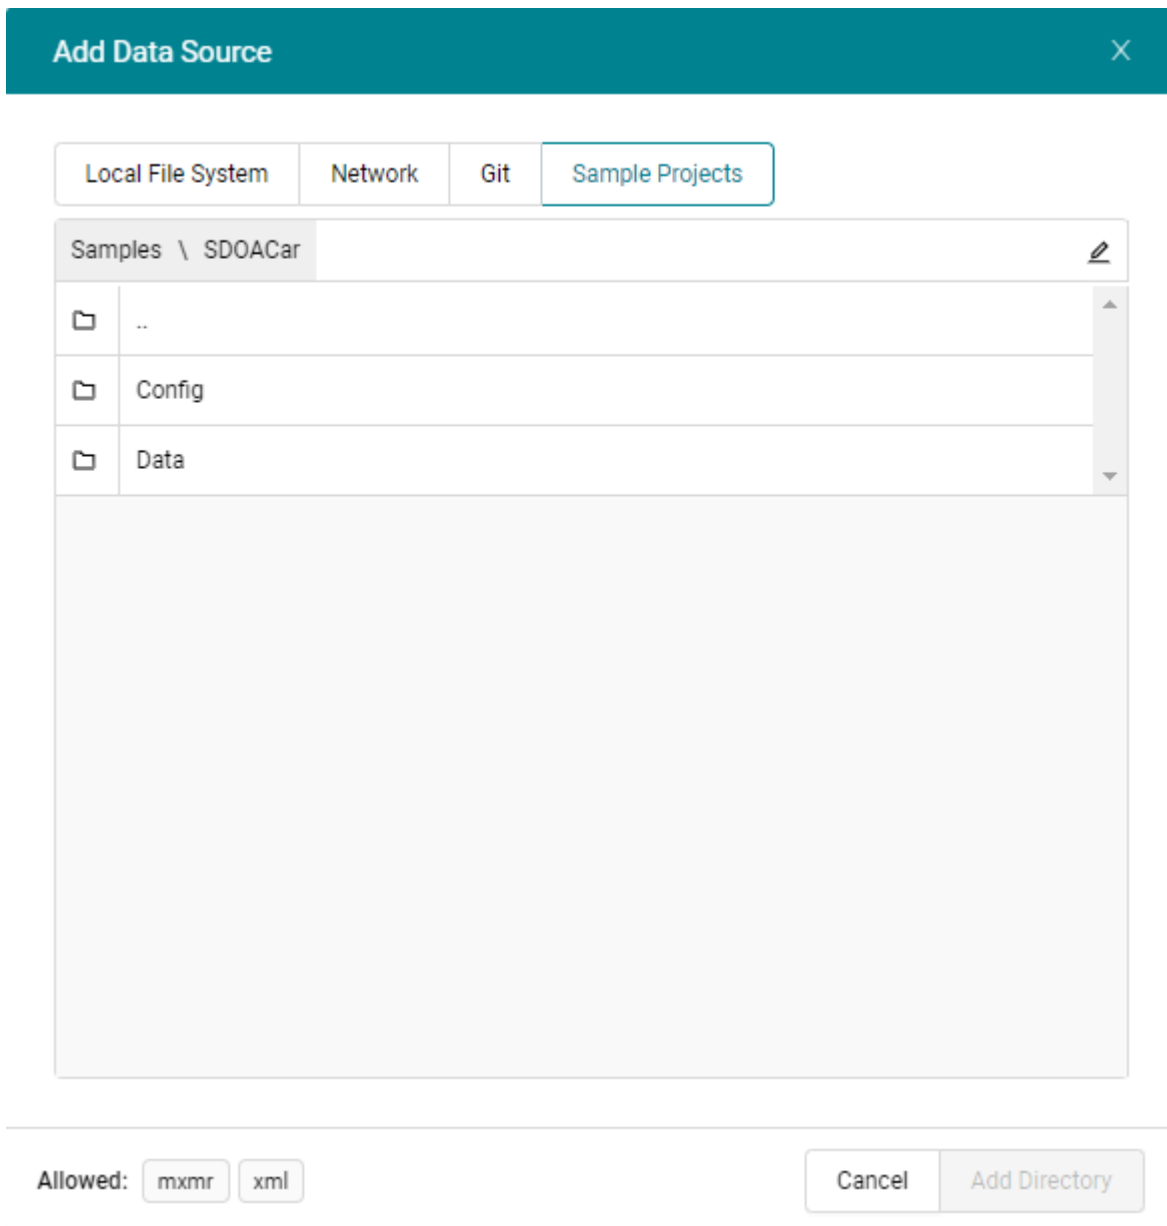 Add Data Source X
Local File System Network Git Sample Projects
Samples \ SDOACar
..
Config
Data
Allowed: mxmr xml Cancel Add Directory